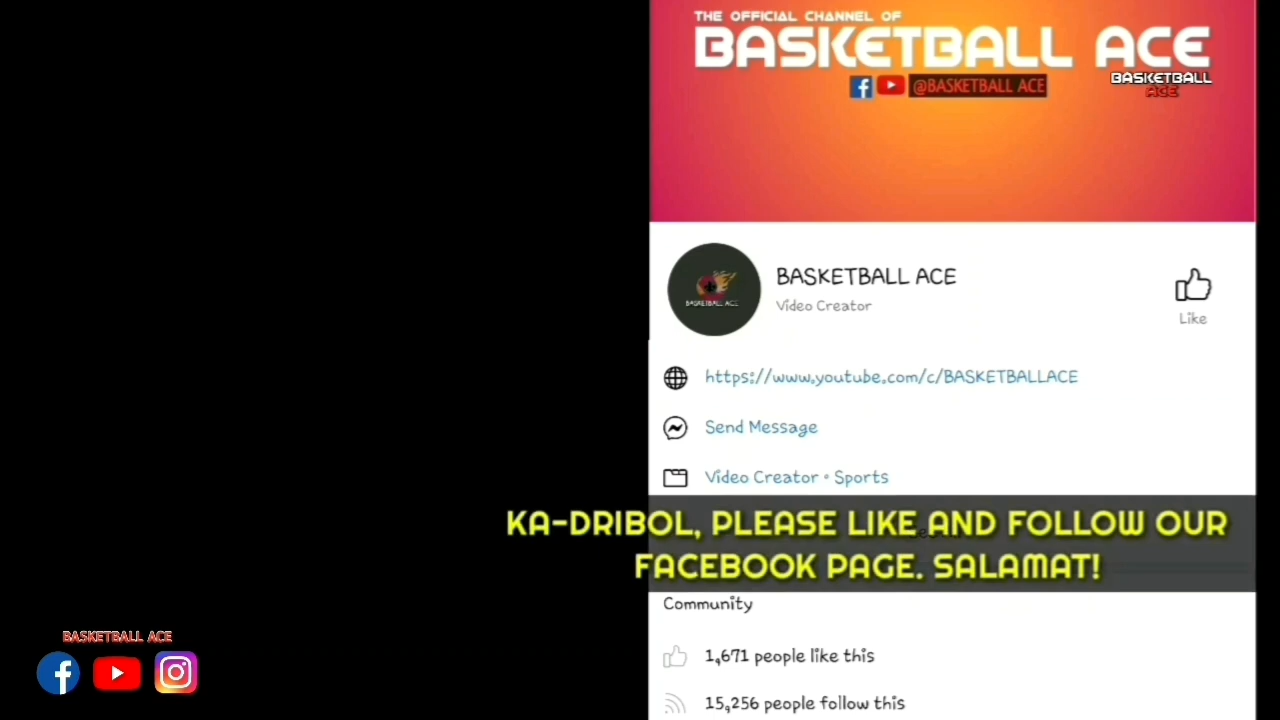 THE OFFICIAL CHANNEL OF
BASKETBALL ACE
@BASKETBALL ACE
BASKETBALL
ACE
BASKETBALL ACE
BASKETBALL ACE
Video Creator
Like
https://www.youtube.com/c/BASKETBALLACE
Send Message
Video Creator • Sports
KA-DRIBOL, PLEASE LIKE AND FOLLOW OUR
FACEBOOK PAGE. SALAMAT!
Community
1,671 people like this
15,256 people follow this
BASKETBALL ACE